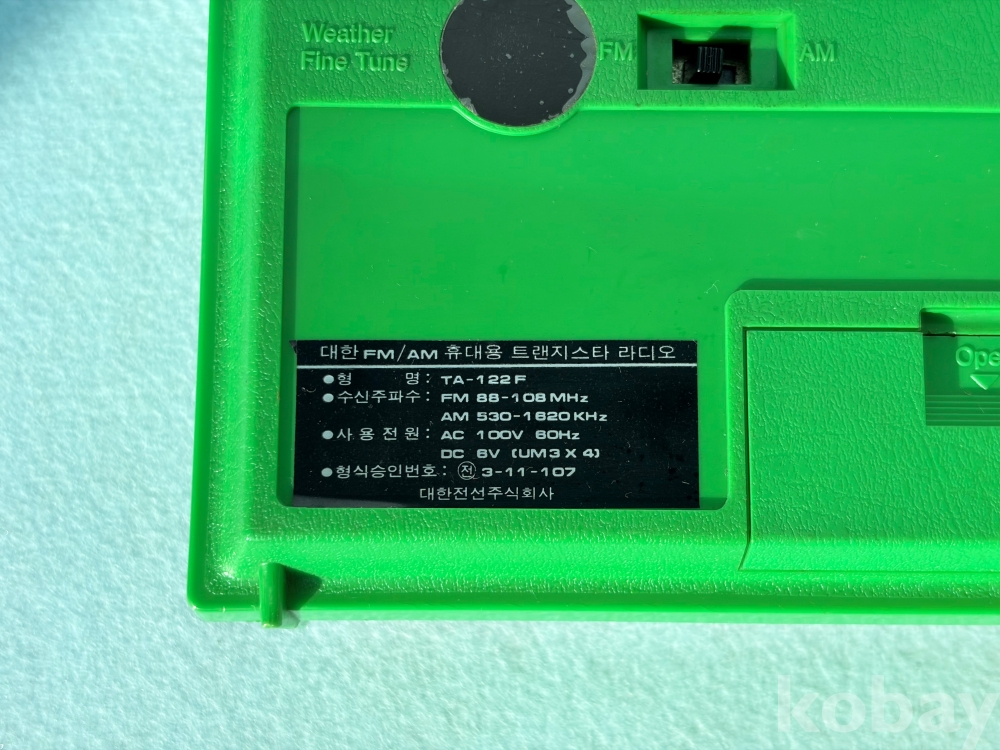 Weather
Fine Tune
FM
AM
대한 FM/AM 휴대용 트랜지스타 라디오
●형 명: TA-122F
●수신주파수: FM 88-108MHz
AM 530-1620KHz
●사용전원: AC 100V 60Hz
DC 6V (UM3 X 4)
●형식승인번호: 전 3-11-107
대한전선주식회사
Ope
kobay